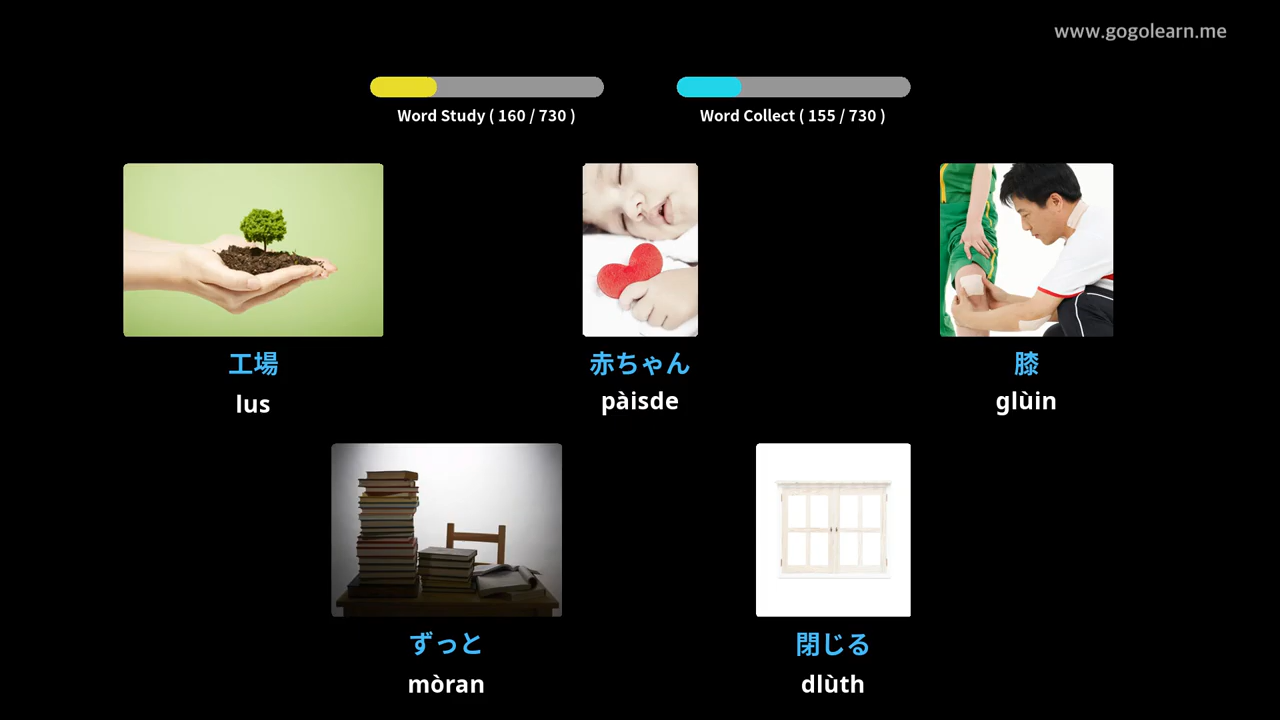 www.gogolearn.me
Word Study ( 160 / 730 )
Word Collect ( 155 / 730 )
工場
lus
赤ちゃん
pàisde
膝
glùin
ずっと
mòran
閉じる
dlùth